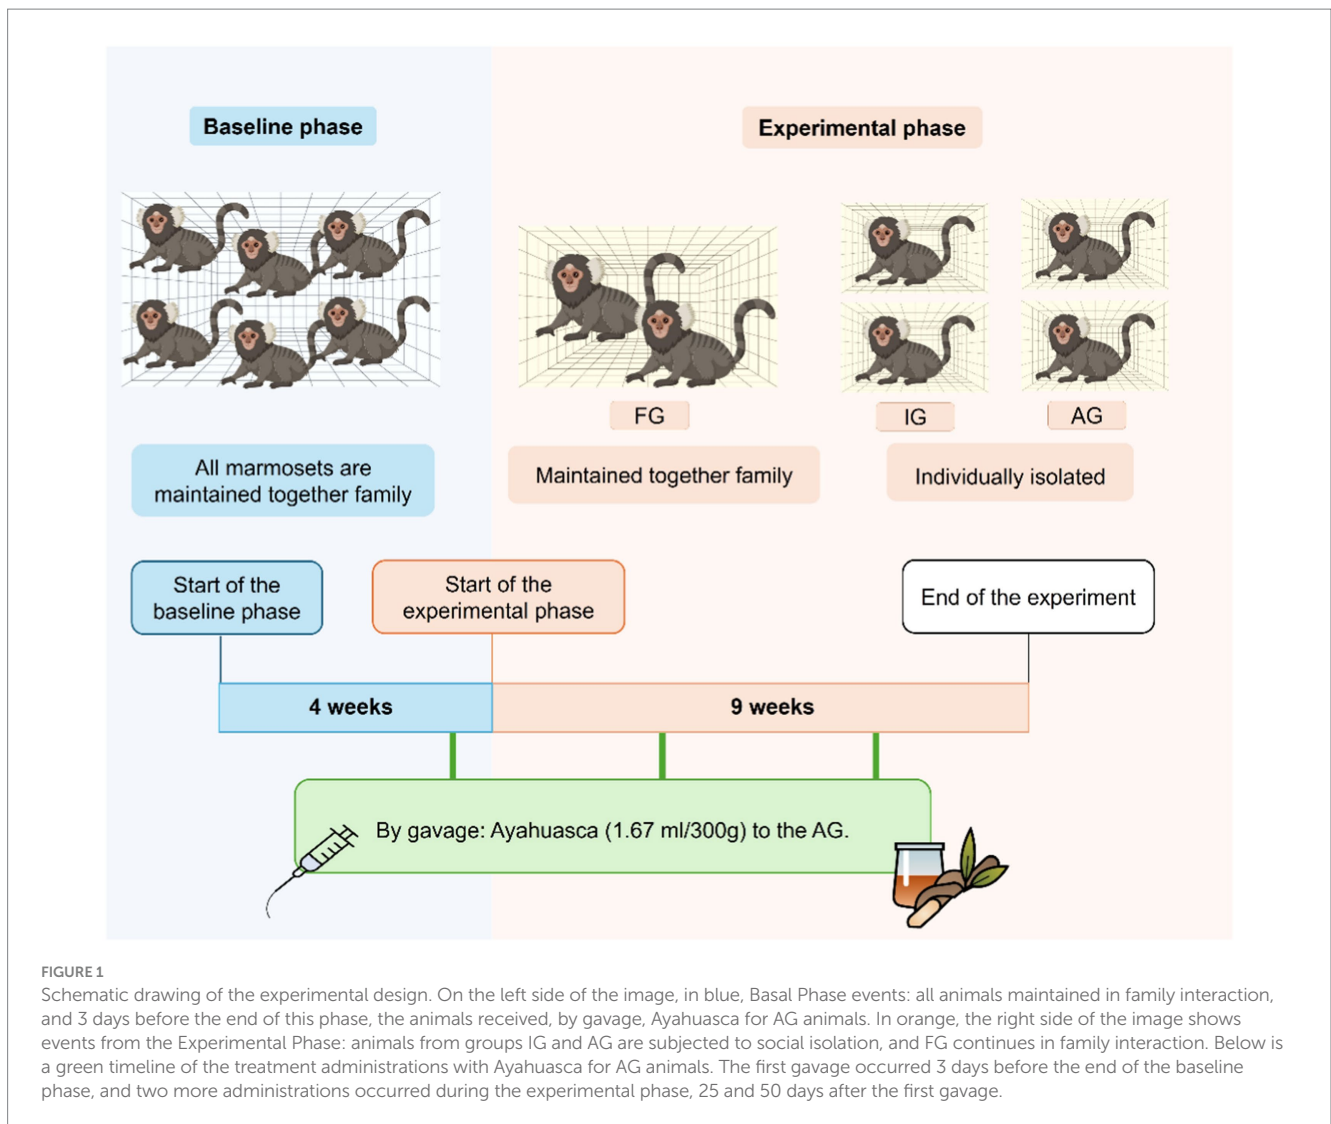 Baseline phase
Experimental phase
FG
IG
AG
All marmosets are
maintained together family
Maintained together family
Individually isolated
Start of the
baseline phase
Start of the
experimental phase
End of the experiment
4 weeks
9 weeks
By gavage: Ayahuasca (1.67 ml/300g) to the AG.
FIGURE 1
Schematic drawing of the experimental design. On the left side of the image, in blue, Basal Phase events: all animals maintained in family interaction,
and 3 days before the end of this phase, the animals received, by gavage, Ayahuasca for AG animals. In orange, the right side of the image shows
events from the Experimental Phase: animals from groups IG and AG are subjected to social isolation, and FG continues in family interaction. Below is
a green timeline of the treatment administrations with Ayahuasca for AG animals. The first gavage occurred 3 days before the end of the baseline
phase, and two more administrations occurred during the experimental phase, 25 and 50 days after the first gavage.